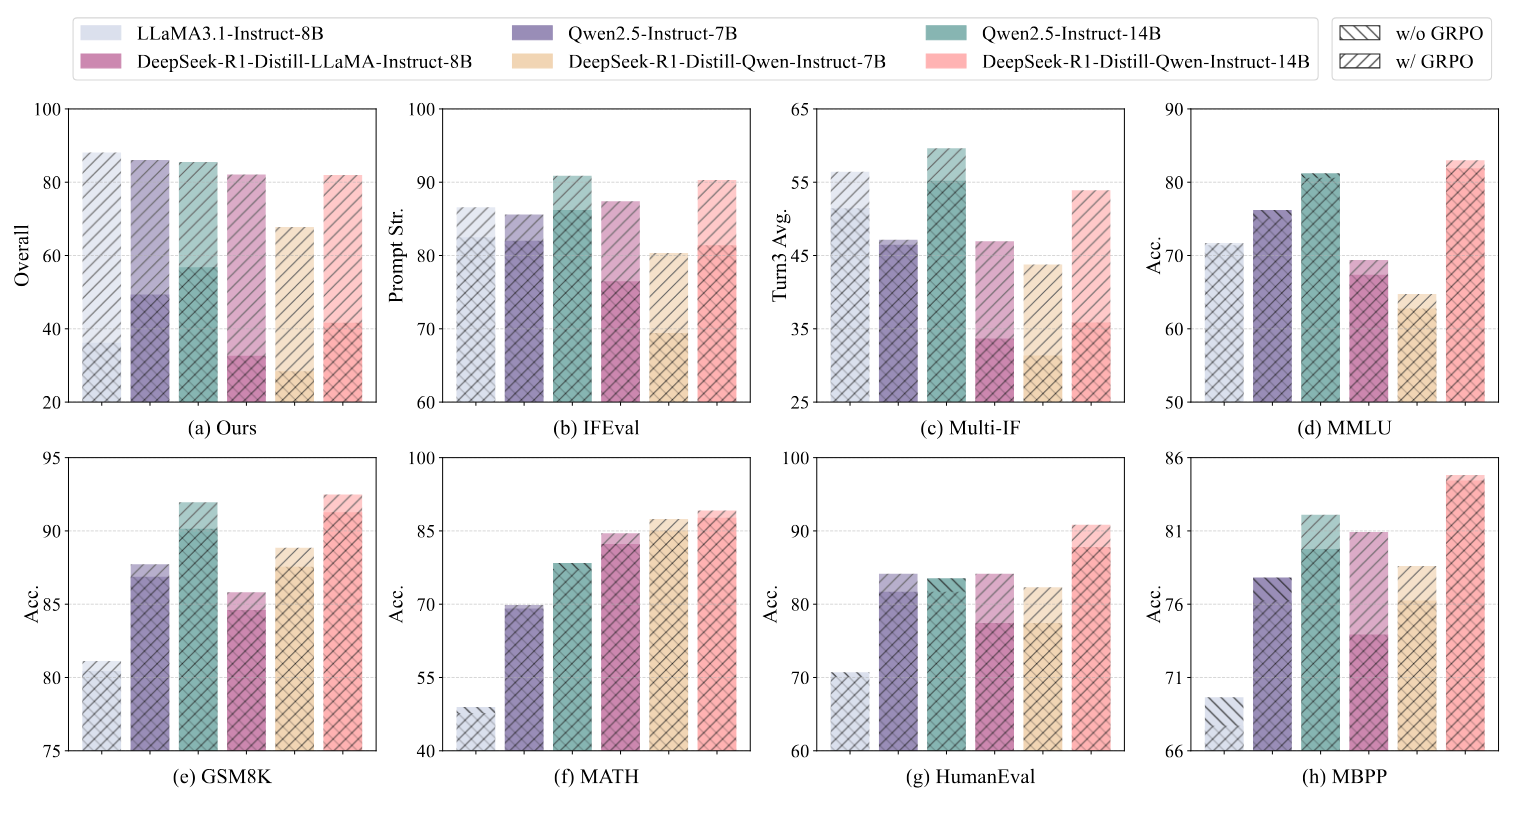 LLaMA3.1-Instruct-8B Qwen2.5-Instruct-7B Qwen2.5-Instruct-14B w/o GRPO
DeepSeek-R1-Distill-LLaMA-Instruct-8B DeepSeek-R1-Distill-Qwen-Instruct-7B DeepSeek-R1-Distill-Qwen-Instruct-14B w/ GRPO
Overall
100
80
60
40
20
(a) Ours
Prompt Str.
100
90
80
70
60
(b) IFEval
Turn3 Avg.
65
55
45
35
25
(c) Multi-IF
Acc.
90
80
70
60
50
(d) MMLU
Acc.
95
90
85
80
75
(e) GSM8K
Acc.
100
85
70
55
40
(f) MATH
Acc.
100
90
80
70
60
(g) HumanEval
Acc.
86
81
76
71
66
(h) MBPP